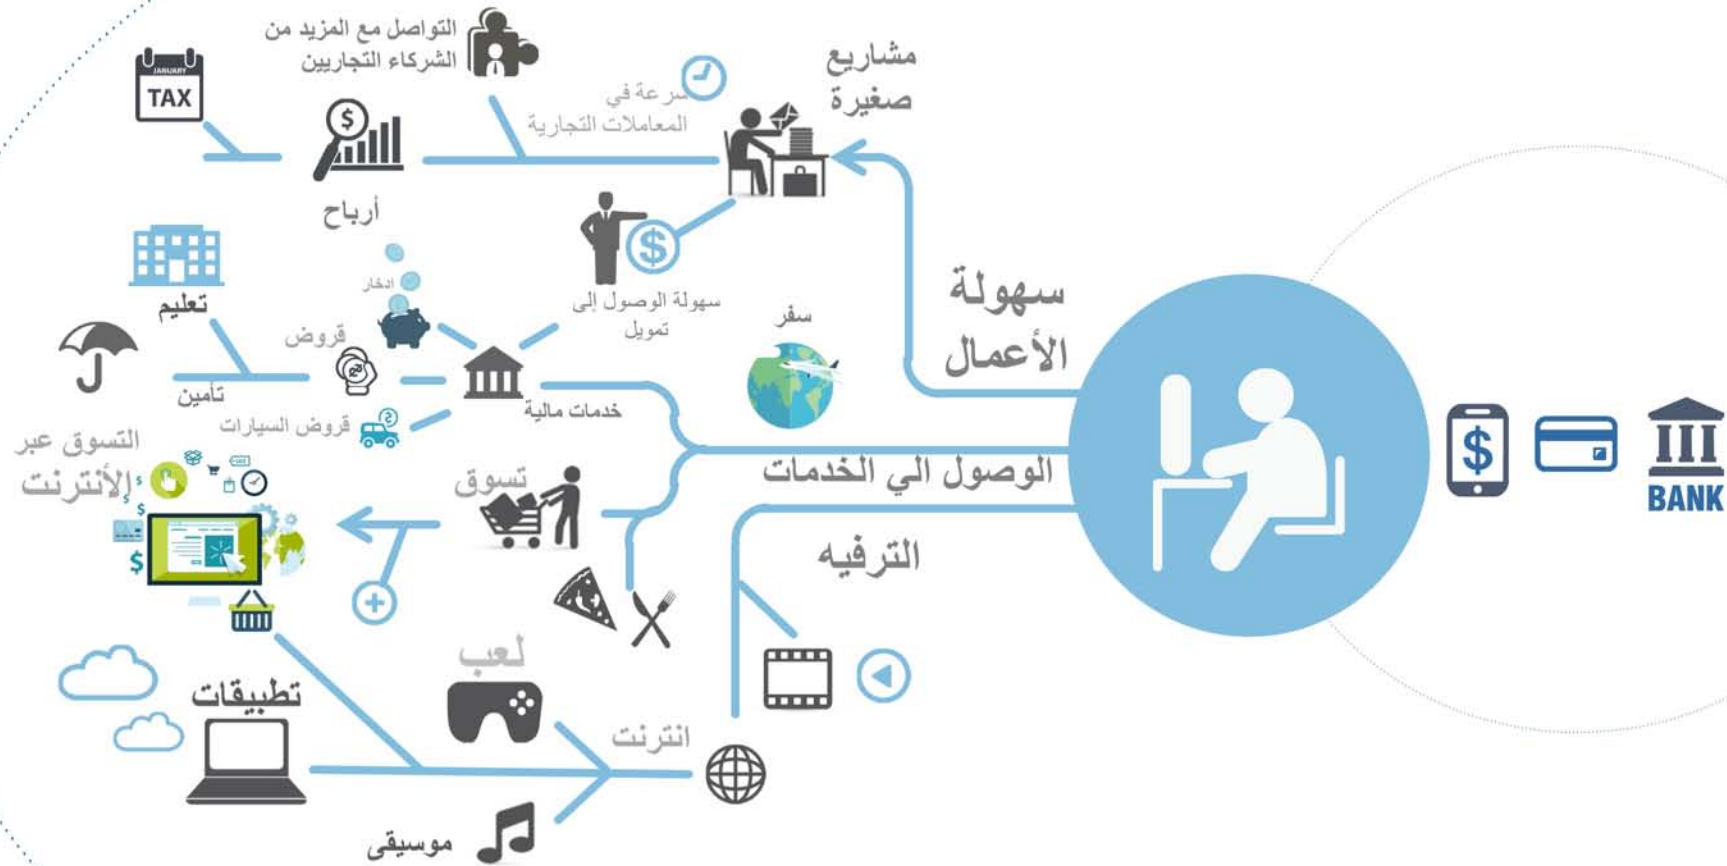 التواصل مع المزيد من
الشركاء التجاريين
مشاريع
صغيرة
JANUARY
TAX
سرعة في
المعاملات التجارية
أرباح
سهولة
الأعمال
تعليم
ادخار
سهولة الوصول إلى
تمويل
سفر
قروض
تأمين
خدمات مالية
قروض السيارات
BANK
التسوق عبر
الأنترنت
تسوق
الوصول الي الخدمات
الترفيه
لعب
تطبيقات
انترنت
موسيقى